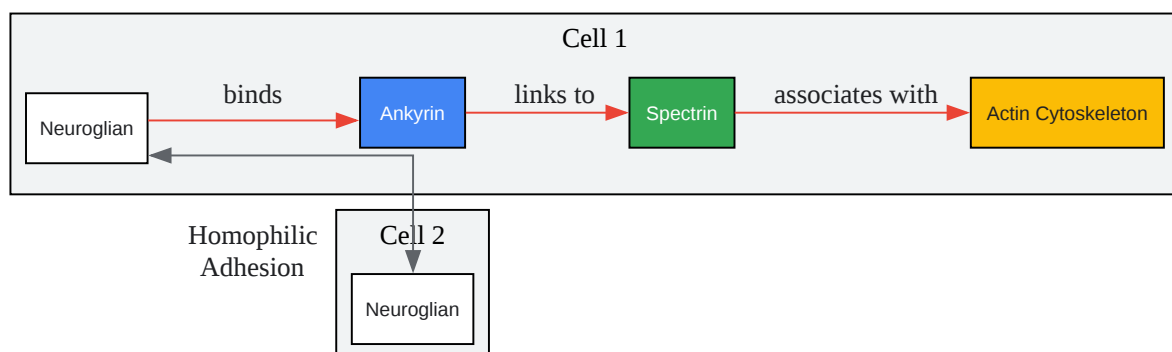 Cell 1
binds
links to
associates with
Neuroglian
Ankyrin
Spectrin
Actin Cytoskeleton
Homophilic
Adhesion
Cell 2
Neuroglian